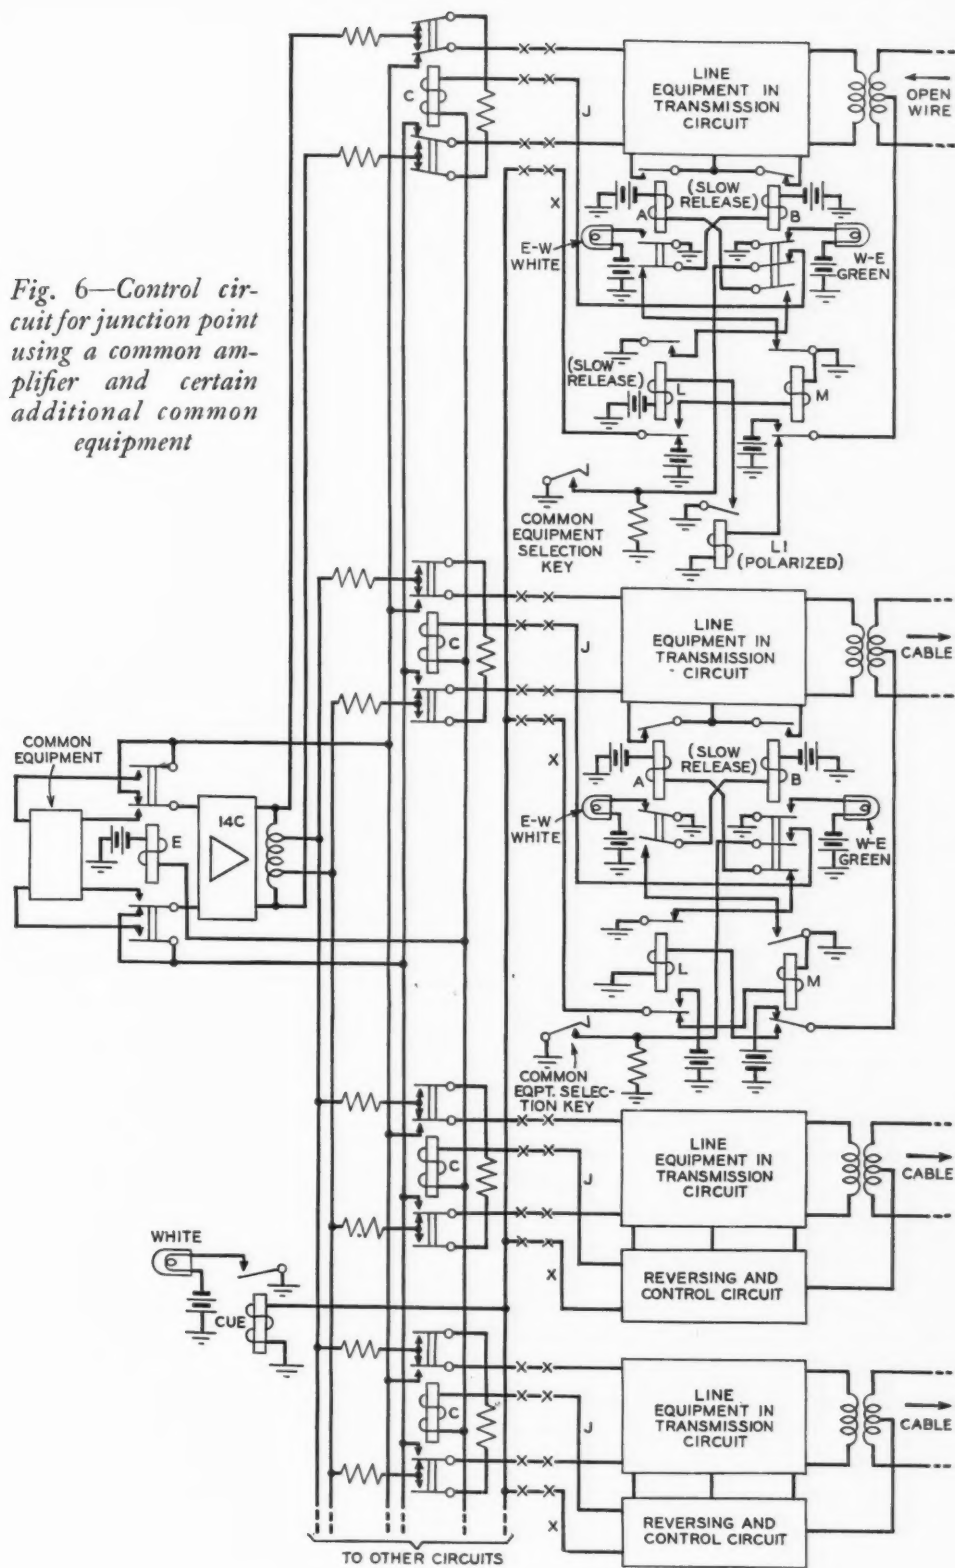 Fig. 6—Control cir-
cuit for junction point
using a common am-
plifier and certain
additional common
equipment
C
J
X
LINE
EQUIPMENT IN
TRANSMISSION
CIRCUIT
OPEN
WIRE
(SLOW
RELEASE)
A
B
E-W
WHITE
W-E
GREEN
(SLOW
RELEASE)
L
M
COMMON
EQUIPMENT
SELECTION
KEY
L1
(POLARIZED)
C
J
X
LINE
EQUIPMENT IN
TRANSMISSION
CIRCUIT
CABLE
(SLOW
RELEASE)
A
B
E-W
WHITE
W-E
GREEN
L
M
COMMON
EQPT. SELEC-
TION KEY
COMMON
EQUIPMENT
E
14C
C
J
X
LINE
EQUIPMENT IN
TRANSMISSION
CIRCUIT
CABLE
REVERSING AND
CONTROL CIRCUIT
WHITE
CUE
C
J
X
LINE
EQUIPMENT IN
TRANSMISSION
CIRCUIT
CABLE
REVERSING AND
CONTROL CIRCUIT
TO OTHER CIRCUITS